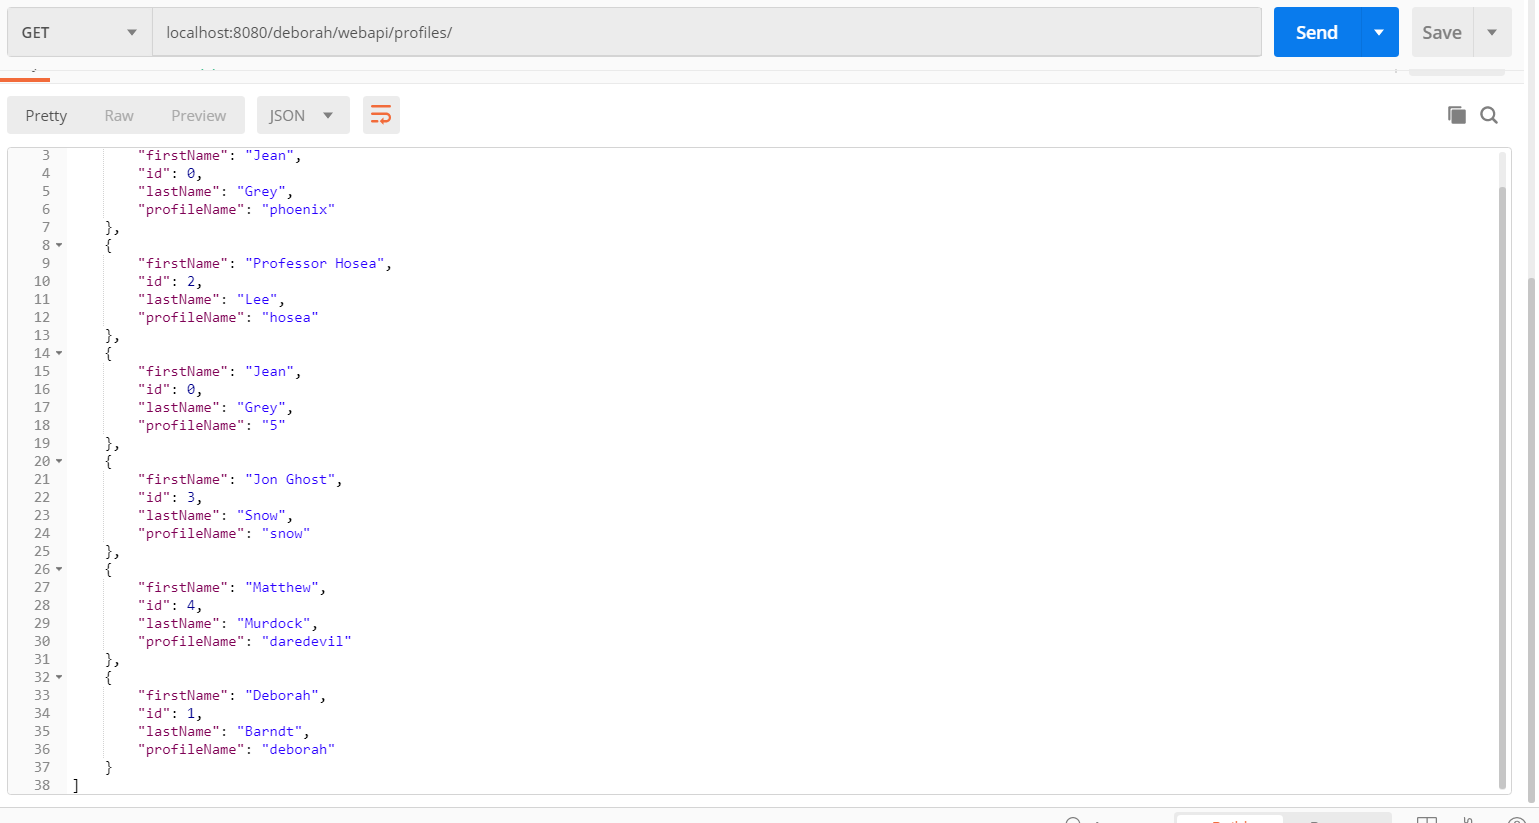 GET localhost:8080/deborah/webapi/profiles/ Send Save
Pretty Raw Preview JSON
3 "firstName": "Jean",
4 "id": 0,
5 "lastName": "Grey",
6 "profileName": "phoenix"
7 },
8 {
9 "firstName": "Professor Hosea",
10 "id": 2,
11 "lastName": "Lee",
12 "profileName": "hosea"
13 },
14 {
15 "firstName": "Jean",
16 "id": 0,
17 "lastName": "Grey",
18 "profileName": "5"
19 },
20 {
21 "firstName": "Jon Ghost",
22 "id": 3,
23 "lastName": "Snow",
24 "profileName": "snow"
25 },
26 {
27 "firstName": "Matthew",
28 "id": 4,
29 "lastName": "Murdock",
30 "profileName": "daredevil"
31 },
32 {
33 "firstName": "Deborah",
34 "id": 1,
35 "lastName": "Barndt",
36 "profileName": "deborah"
37 }
38 ]